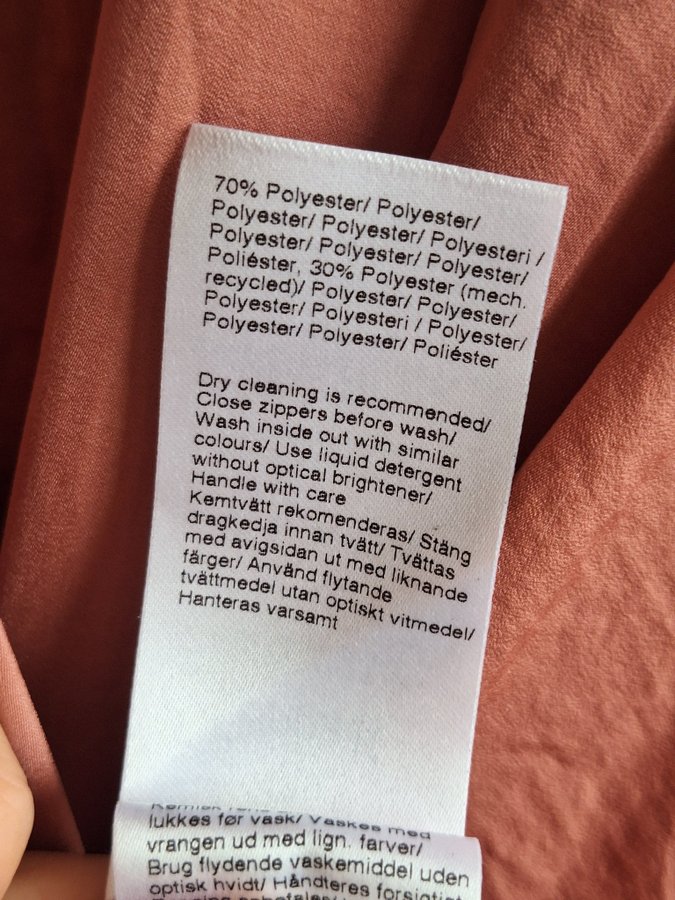 70% Polyester/ Polyester/
Polyester/ Polyester/ Polyesteri /
Polyester/ Polyester/ Polyester/
Poliéster, 30% Polyester (mech.
recycled)/ Polyester/ Polyester/
Polyester/ Polyesteri / Polyester/
Polyester/ Polyester/ Poliéster
Dry cleaning is recommended/
Close zippers before wash/
Wash inside out with similar
colours/ Use liquid detergent
without optical brightener/
Handle with care
Kemtvätt rekomenderas/ Stäng
dragkedja innan tvätt/ Tvättas
med avigsidan ut med liknande
färger/ Använd flytande
tvättmedel utan optiskt vitmedel/
Hanteras varsamt
lukkes før vask/ Vaskes med
vrangen ud med lign. farver/
Brug flydende vaskemiddel uden
optisk hvidt/ Håndteres forsigtigt